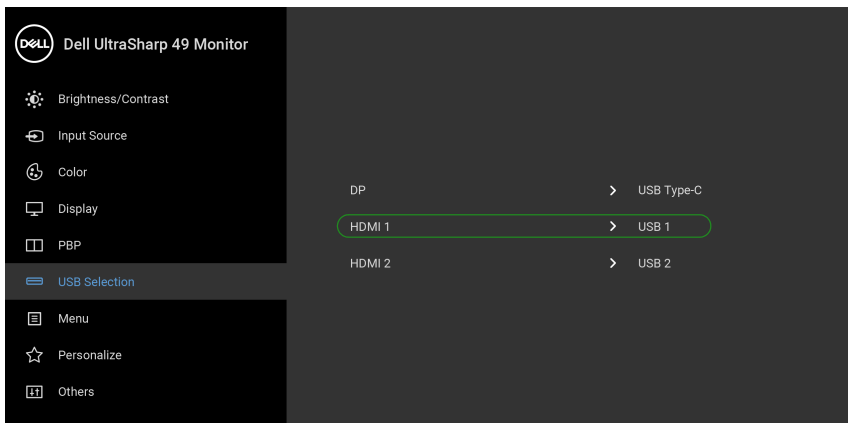 DELL Dell UltraSharp 49 Monitor
Brightness/Contrast
Input Source
Color
Display
PBP
USB Selection
Menu
Personalize
Others
DP USB Type-C
HDMI 1 USB 1
HDMI 2 USB 2